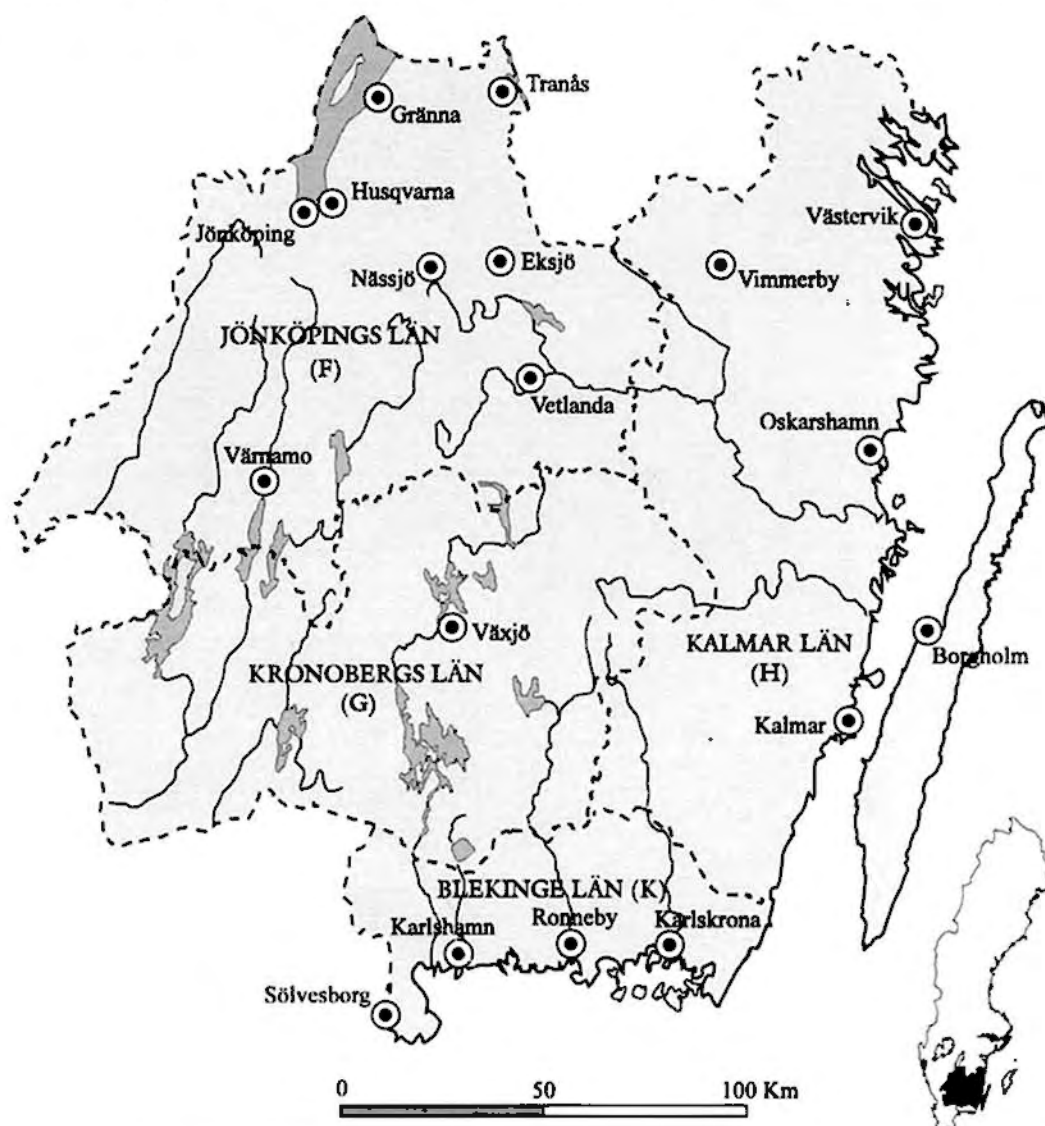 Tranås
Gränna
Husqvarna
Jönköping
Västervik
Nässjö
Eksjö
Vimmerby
JÖNKÖPINGS LÄN
(F)
Vetlanda
Oskarshamn
Värnamo
Växjö
KALMAR LÄN
(H)
Borgholm
KRONOBERGS LÄN
(G)
Kalmar
BLEKINGE LÄN (K)
Karlshamn
Ronneby
Karlskrona
Sölvesborg
0 50 100 Km